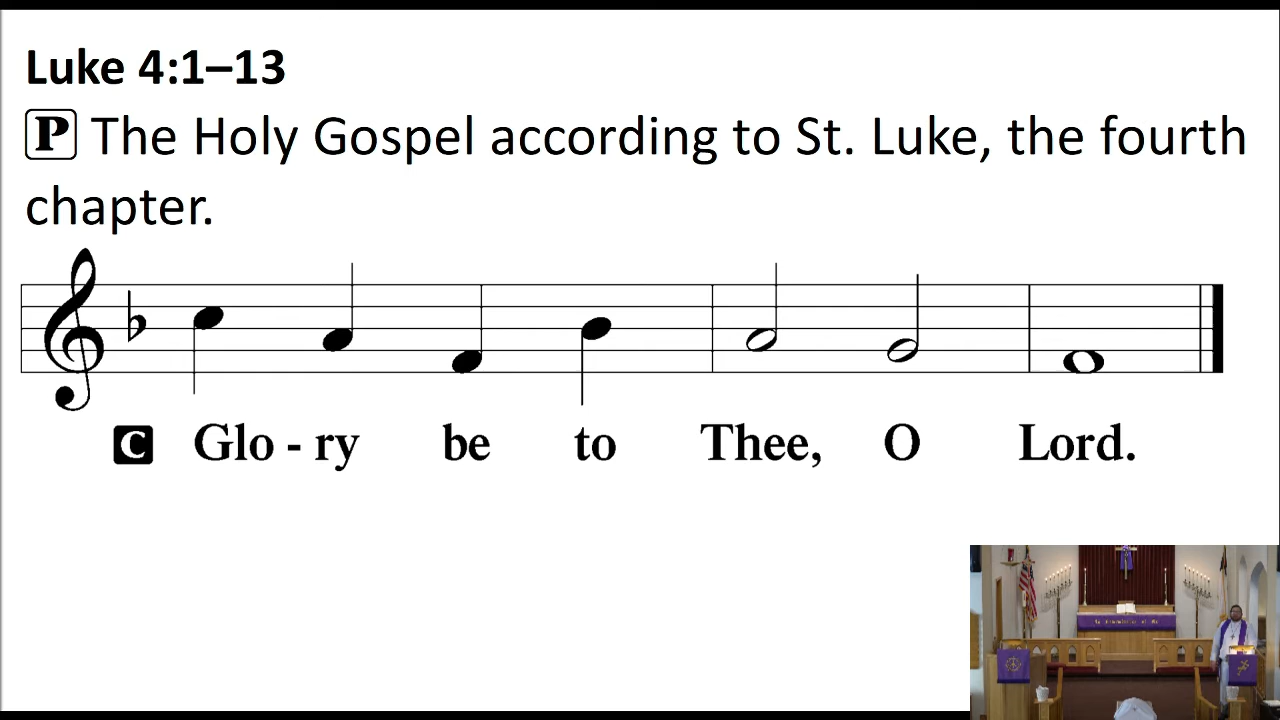 Luke 4:1–13
P The Holy Gospel according to St. Luke, the fourth
chapter.
C Glo - ry be to Thee, O Lord.